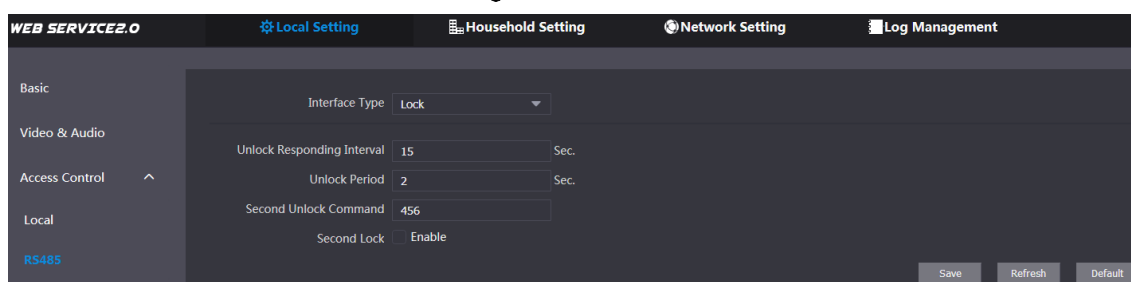 WEB SERVICE2.0 Local Setting Household Setting Network Setting Log Management
Basic
Interface Type Lock
Video & Audio
Unlock Responding Interval 15 Sec.
Access Control
Unlock Period 2 Sec.
Second Unlock Command 456
Local
Second Lock Enable
RS485
Save Refresh Default